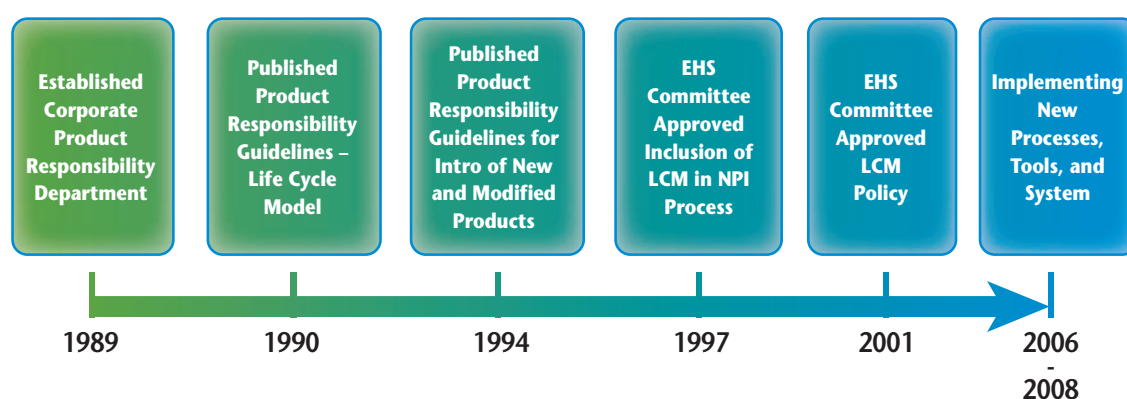 Established
Corporate
Product
Responsibility
Department
Published
Product
Responsibility
Guidelines –
Life Cycle
Model
Published
Product
Responsibility
Guidelines for
Intro of New
and Modified
Products
EHS
Committee
Approved
Inclusion of
LCM in NPI
Process
EHS
Committee
Approved
LCM
Policy
Implementing
New
Processes,
Tools, and
System
1989
1990
1994
1997
2001
2006
-
2008